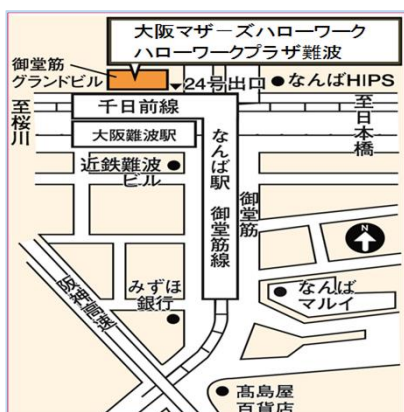 大阪マザーズハローワーク
ハローワークプラザ難波
御堂筋
グランドビル
24号出口
なんばHIPS
至桜川
千日前線
至日本橋
大阪難波駅
なんば駅 御堂筋線
御堂筋
近鉄難波
ビル
N
阪神高速
みずほ
銀行
なんば
マルイ
髙島屋
百貨店